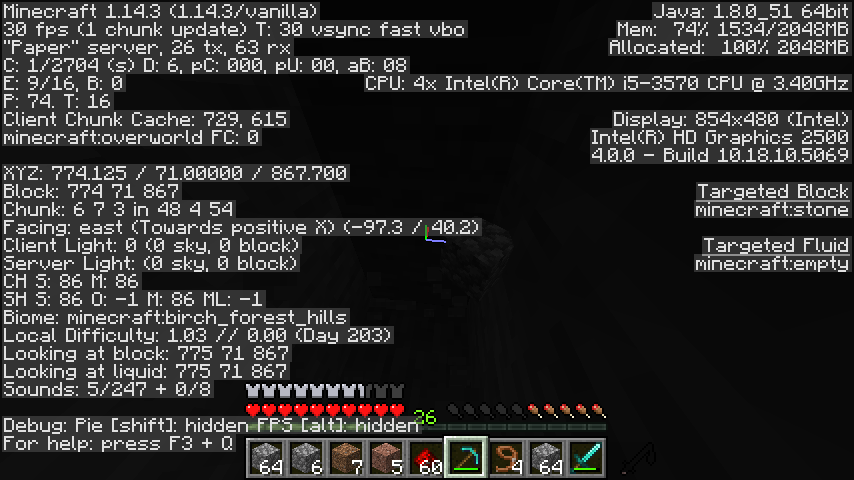 Minecraft 1.14.3 (1.14.3/vanilla)
30 fps (1 chunk update) T: 30 vsync fast vbo
"Paper" server, 26 tx, 63 rx
C: 1/2704 (s) D: 6, pC: 000, pU: 00, aB: 08
E: 9/16, B: 0
P: 74. T: 16
Client Chunk Cache: 729, 615
minecraft:overworld FC: 0
XYZ: 774.125 / 71.00000 / 867.700
Block: 774 71 867
Chunk: 6 7 3 in 48 4 54
Facing: east (Towards positive X) (-97.3 / 40.2)
Client Light: 0 (0 sky, 0 block)
Server Light: (0 sky, 0 block)
CH S: 86 M: 86
SH S: 86 O: -1 M: 86 ML: -1
Biome: minecraft:birch_forest_hills
Local Difficulty: 1.03 // 0.00 (Day 203)
Looking at block: 775 71 867
Looking at liquid: 775 71 867
Sounds: 5/247 + 0/8
Debug: Pie [shift]: hidden FPS [alt]: hidden
For help: press F3 + Q
Java: 1.8.0_51 64bit
Mem: 74% 1534/2048MB
Allocated: 100% 2048MB
CPU: 4x Intel(R) Core(TM) i5-3570 CPU @ 3.40GHz
Display: 854x480 (Intel)
Intel(R) HD Graphics 2500
4.0.0 - Build 10.18.10.5069
Targeted Block
minecraft:stone
Targeted Fluid
minecraft:empty
26
64 6 7 5 60 4 64